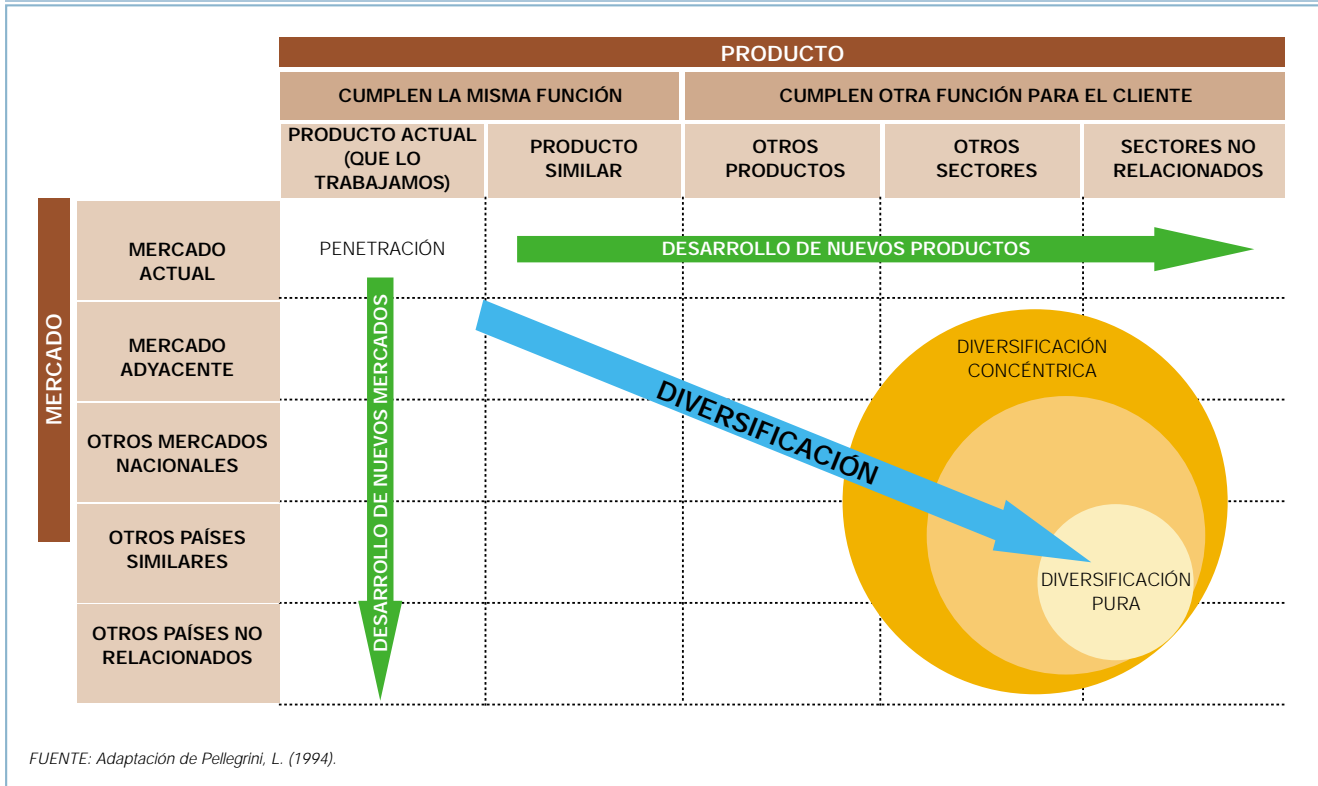 PRODUCTO
CUMPLEN LA MISMA FUNCIÓN
CUMPLEN OTRA FUNCIÓN PARA EL CLIENTE
PRODUCTO ACTUAL
(QUE LO
TRABAJAMOS)
PRODUCTO
SIMILAR
OTROS
PRODUCTOS
OTROS
SECTORES
SECTORES NO
RELACIONADOS
MERCADO
MERCADO
ACTUAL
PENETRACIÓN
DESARROLLO DE NUEVOS PRODUCTOS
DESARROLLO DE NUEVOS MERCADOS
MERCADO
ADYACENTE
DIVERSIFICACIÓN
DIVERSIFICACIÓN
CONCÉNTRICA
OTROS MERCADOS
NACIONALES
OTROS PAÍSES
SIMILARES
DIVERSIFICACIÓN
PURA
OTROS PAÍSES NO
RELACIONADOS
FUENTE: Adaptación de Pellegrini, L. (1994).